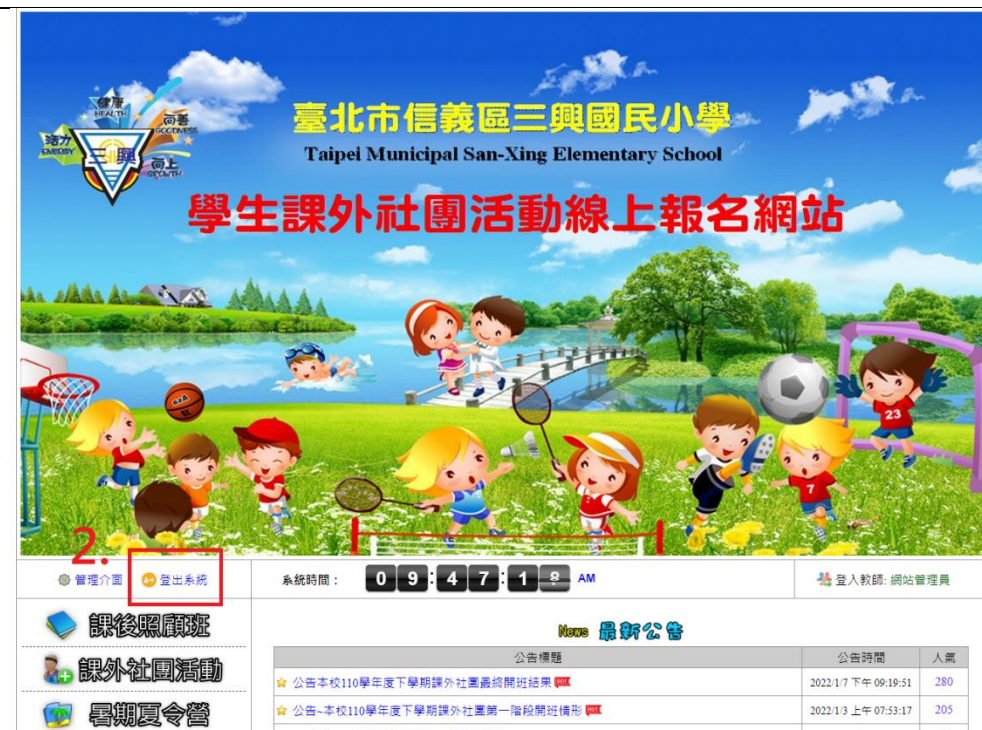 臺北市信義區三興國民小學
Taipei Municipal San-Xing Elementary School
學生課外社團活動線上報名網站
健康
HEALTH
向善
GOODNESS
活力
ENERGY
三興
向上
GROWTH
23
7
2.
管理介面 登出系統 系統時間： 09:47:18 AM 登入教師: 網站管理員
課後照顧班
課外社團活動
暑期夏令營
News 最新公告
公告標題 公告時間 人氣
公告本校110學年度下學期課外社團最終開班結果 HOT 2022/1/7 下午 09:19:51 280
公告~本校110學年度下學期課外社團第一階段開班情形 HOT 2022/1/3 上午 07:53:17 205